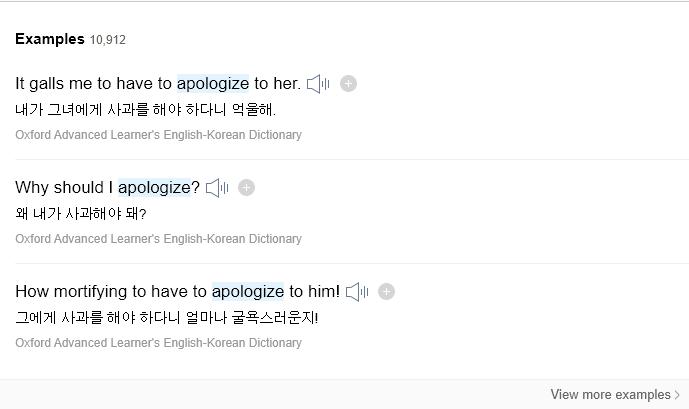 Examples 10,912
It galls me to have to apologize to her.
내가 그녀에게 사과를 해야 하다니 억울해.
Oxford Advanced Learner's English-Korean Dictionary
Why should I apologize?
왜 내가 사과해야 돼?
Oxford Advanced Learner's English-Korean Dictionary
How mortifying to have to apologize to him!
그에게 사과를 해야 하다니 얼마나 굴욕스러운지!
Oxford Advanced Learner's English-Korean Dictionary
View more examples